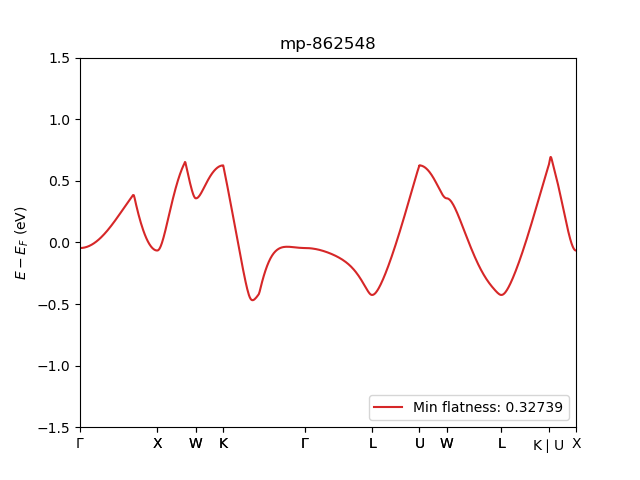 mp-862548
E − E_F (eV)
1.5
1.0
0.5
0.0
−0.5
−1.0
−1.5
Min flatness: 0.32739
Γ X W K Γ L U W L K | U X